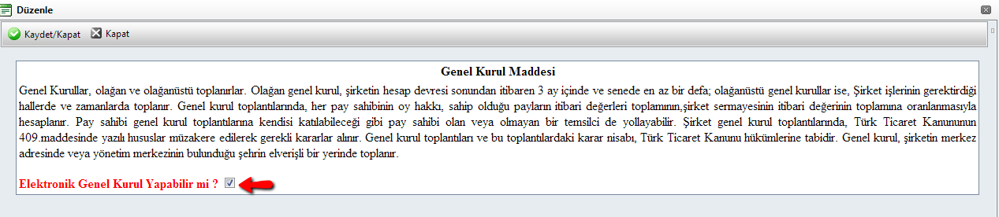 Düzenle
Kaydet/Kapat Kapat
Genel Kurul Maddesi
Genel Kurullar, olağan ve olağanüstü toplanırlar. Olağan genel kurul, şirketin hesap devresi sonundan itibaren 3 ay içinde ve senede en az bir defa; olağanüstü genel kurullar ise, Şirket işlerinin gerektirdiği
hallerde ve zamanlarda toplanır. Genel kurul toplantılarında, her pay sahibinin oy hakkı, sahip olduğu payların itibari değerleri toplamının,şirket sermayesinin itibari değerinin toplamına oranlanmasıyla
hesaplanır. Pay sahibi genel kurul toplantılarına kendisi katılabileceği gibi pay sahibi olan veya olmayan bir temsilci de yollayabilir. Şirket genel kurul toplantılarında, Türk Ticaret Kanununun
409.maddesinde yazılı hususlar müzakere edilerek gerekli kararlar alınır. Genel kurul toplantıları ve bu toplantılardaki karar nisabı, Türk Ticaret Kanunu hükümlerine tabidir. Genel kurul, şirketin merkez
adresinde veya yönetim merkezinin bulunduğu şehrin elverişli bir yerinde toplanır.
Elektronik Genel Kurul Yapabilir mi ?